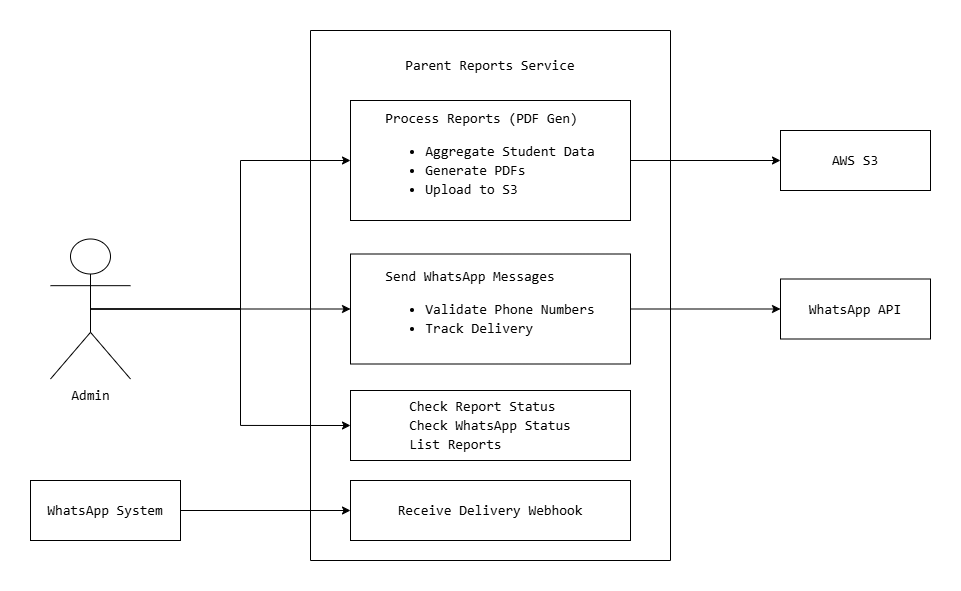 Parent Reports Service
Process Reports (PDF Gen)
• Aggregate Student Data
• Generate PDFs
• Upload to S3
AWS S3
Send WhatsApp Messages
• Validate Phone Numbers
• Track Delivery
WhatsApp API
Admin
Check Report Status
Check WhatsApp Status
List Reports
WhatsApp System
Receive Delivery Webhook